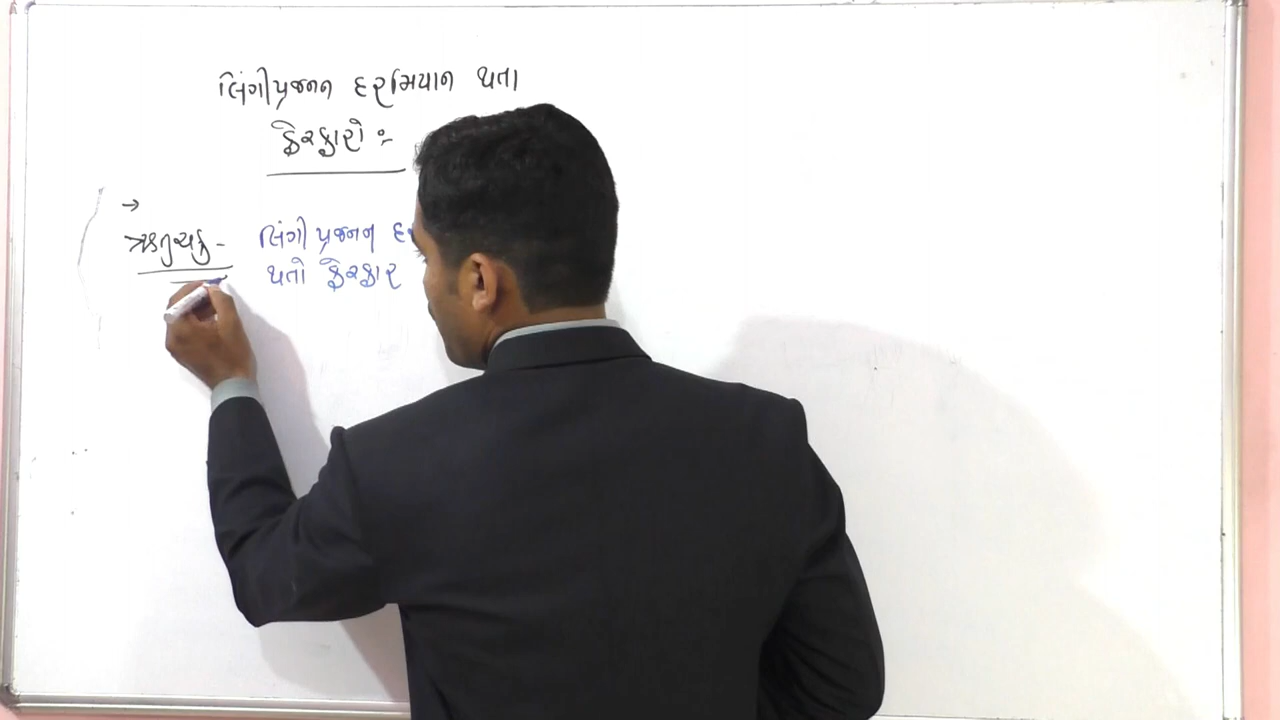 લિંગીપ્રજનન દરમિયાન થતા
ફેરફારો :-
→
ઋતુચક્ર - લિંગી પ્રજનન
થતો ફેરફાર